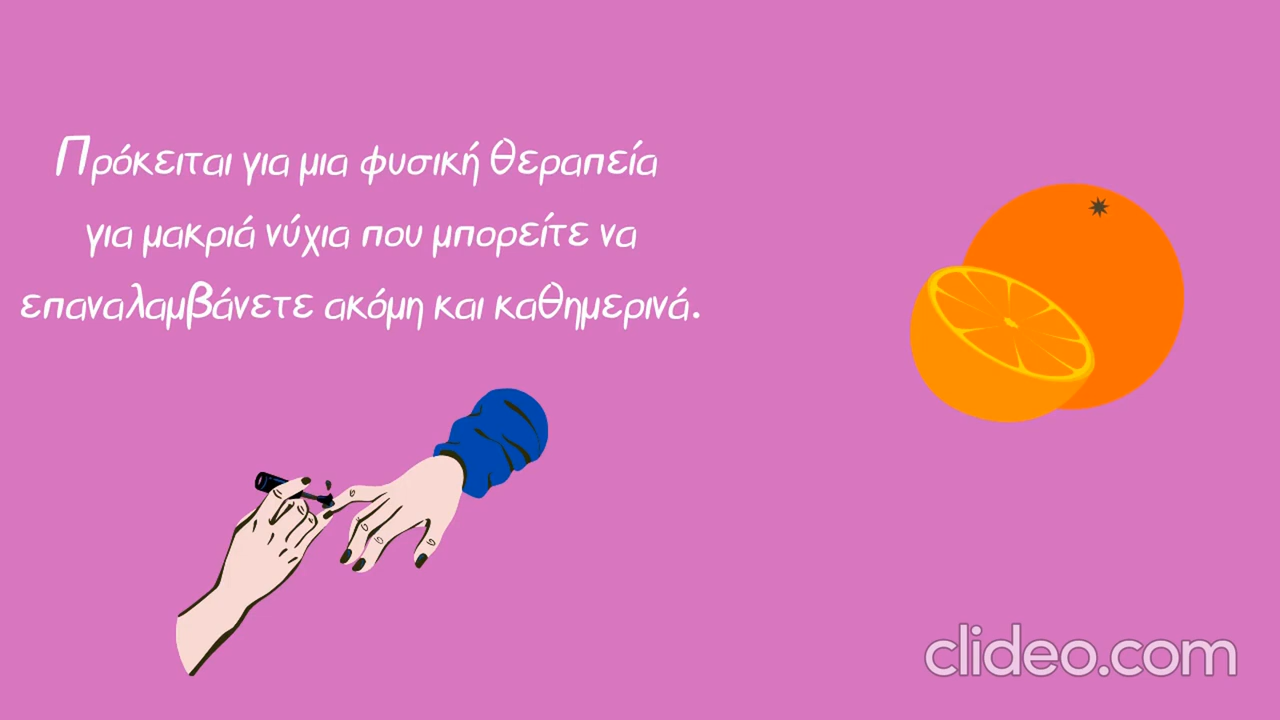 Πρόκειται για μια φυσική θεραπεία
για μακριά νύχια που μπορείτε να
επαναλαμβάνετε ακόμη και καθημερινά.
clideo.com